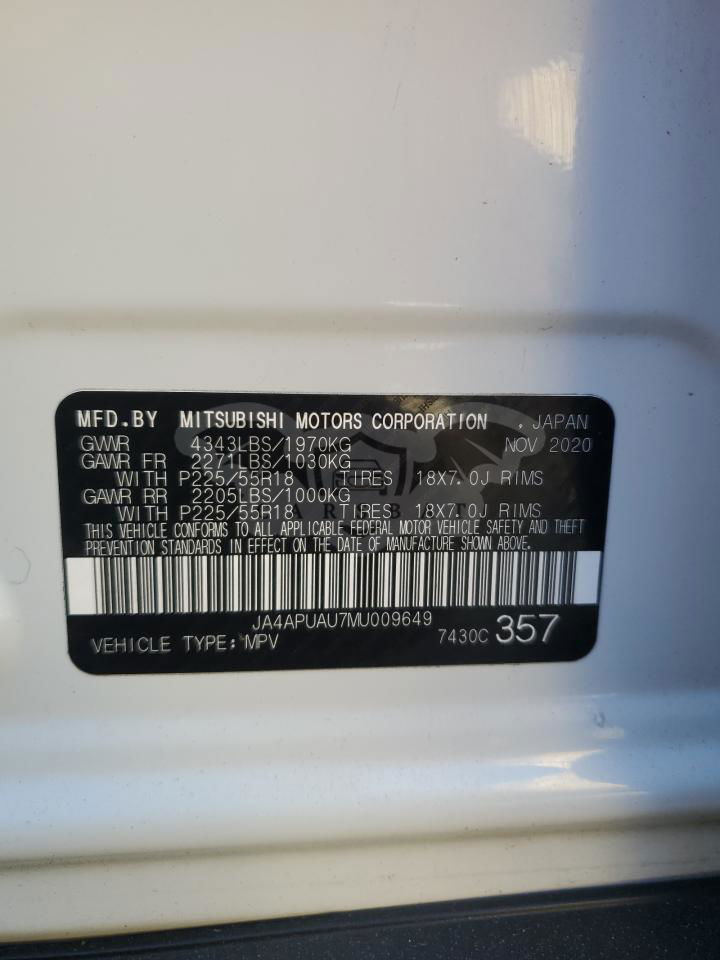 MFD.BY MITSUBISHI MOTORS CORPORATION , JAPAN
GWWR 4343LBS/1970KG NOV 2020
GAWR FR 2271LBS/1030KG
WITH P225/55R18 TIRES 18X7.0J RIMS
GAWR RR 2205LBS/1000KG
WITH P225/55R18 TIRES 18X7.0J RIMS
THIS VEHICLE CONFORMS TO ALL APPLICABLE FEDERAL MOTOR VEHICLE SAFETY AND THEFT
PREVENTION STANDARDS IN EFFECT ON THE DATE OF MANUFACTURE SHOWN ABOVE.
JA4APUAU7MU009649
VEHICLE TYPE:MPV 7430C 357